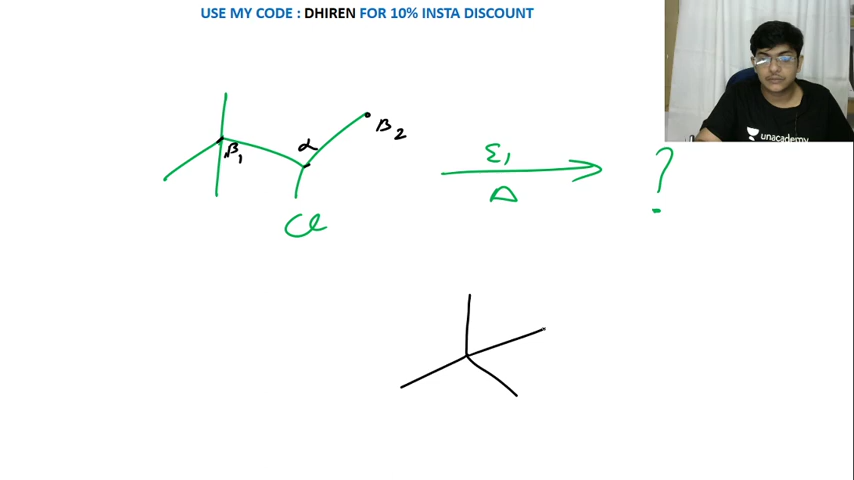 USE MY CODE : DHIREN FOR 10% INSTA DISCOUNT
unacademy
β₁
α
β₂
Cl
E₁
Δ
?